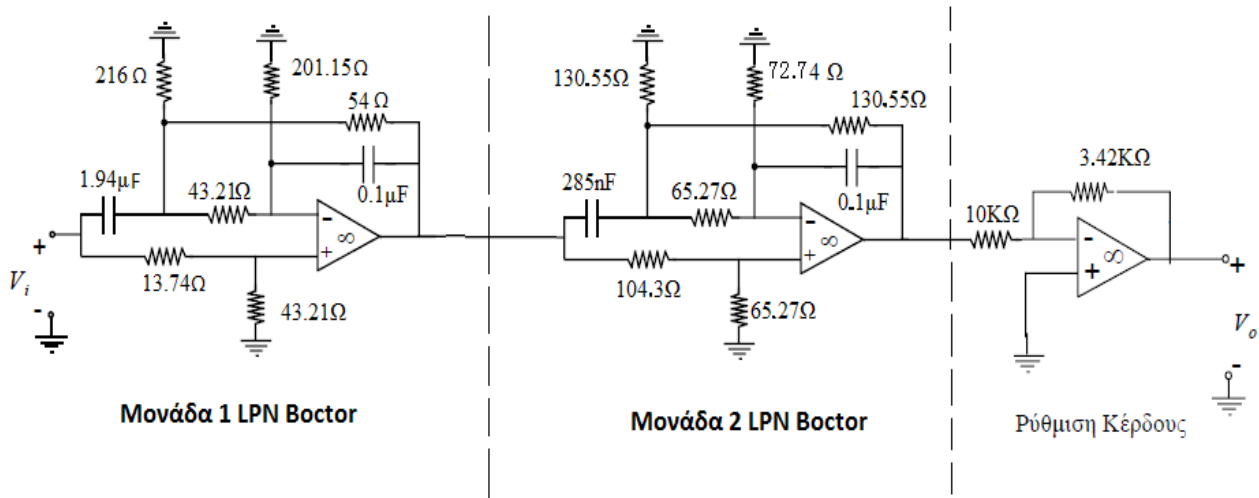 216 Ω
201.15Ω
54 Ω
1.94μF
43.21Ω
0.1μF
-
+
∞
+
V_i
-
13.74Ω
43.21Ω
130.55Ω
72.74 Ω
130.55Ω
285nF
65.27Ω
0.1μF
-
+
∞
104.3Ω
65.27Ω
3.42KΩ
10KΩ
-
+
∞
+
V_o
-
Μονάδα 1 LPN Boctor
Μονάδα 2 LPN Boctor
Ρύθμιση Κέρδους